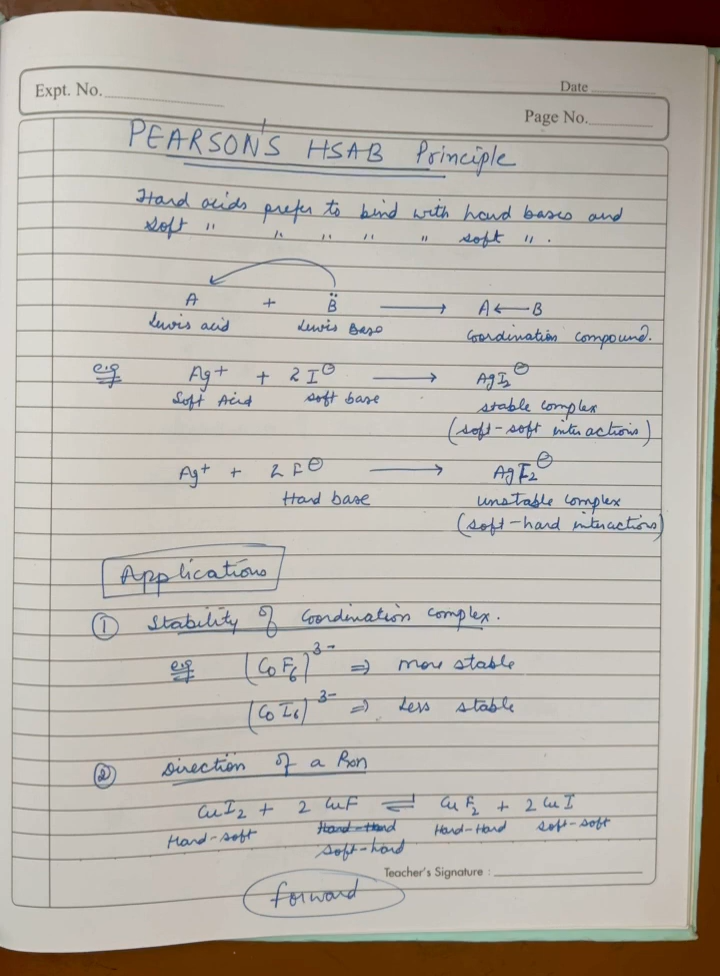 Expt. No.
Date
Page No.
PEARSON'S HSAB Principle
Hard acids prefer to bind with hard bases and
soft " " " " " soft " .
A + B̈ ⟶ A ⟵ B
Lewis acid Lewis Base Coordination compound.
e.g Ag+ + 2 I⊖ ⟶ AgI2⊖
Soft Acid soft base stable complex
(soft-soft interactions)
Ag+ + 2 F⊖ ⟶ AgF2⊖
Hard base unstable complex
(soft-hard interactions)
Applications
① Stability of coordination complex.
e.g [CoF6]3- ⇒ more stable
[CoI6]3- ⇒ Less stable
② Direction of a Rxn
CuI2 + 2 CuF ⇌ CuF2 + 2 CuI
Hard-soft Hard-Hard Hard-Hard soft-soft
soft-hard
Teacher's Signature :
forward